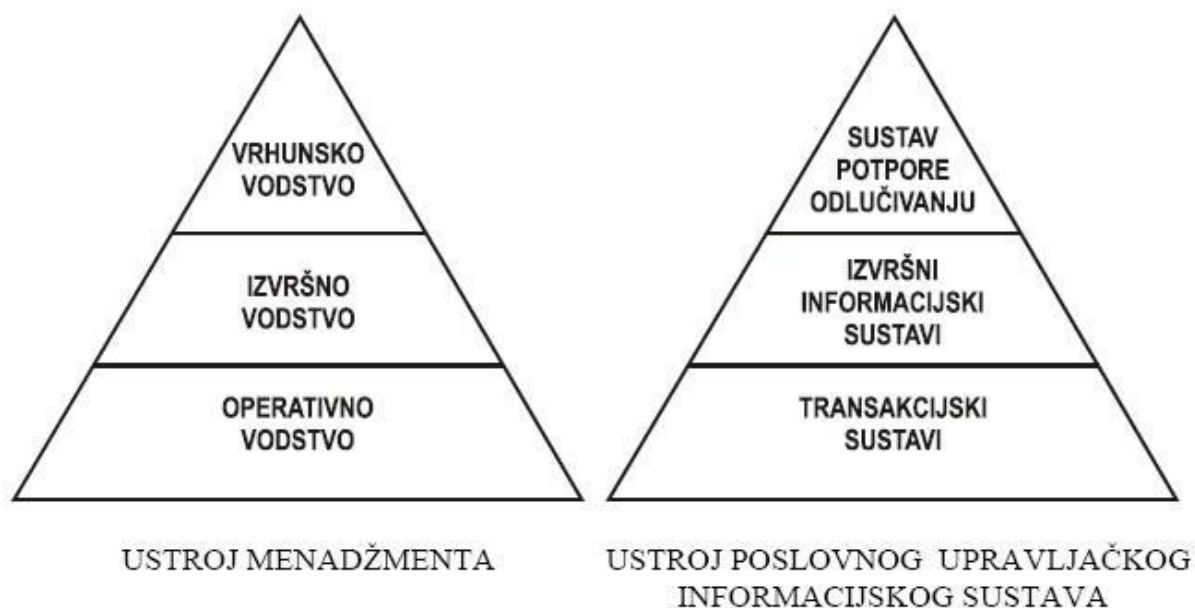 VRHUNSKO
VODSTVO
IZVRŠNO
VODSTVO
OPERATIVNO
VODSTVO
USTROJ MENADŽMENTA
SUSTAV
POTPORE
ODLUČIVANJU
IZVRŠNI
INFORMACIJSKI
SUSTAVI
TRANSAKCIJSKI
SUSTAVI
USTROJ POSLOVNOG UPRAVLJAČKOG
INFORMACIJSKOG SUSTAVA